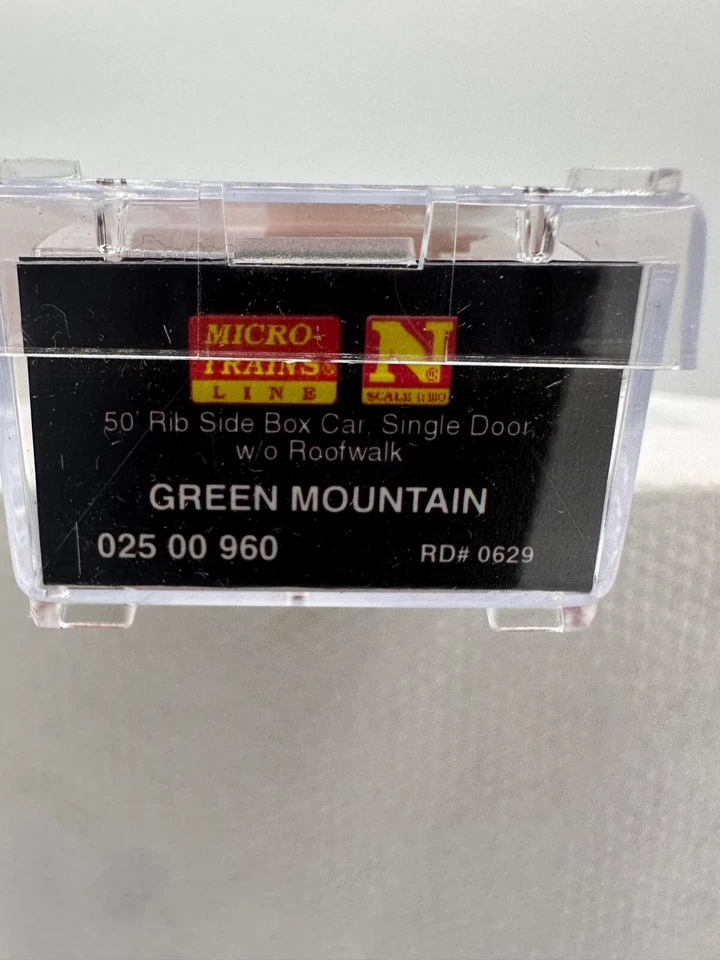 MICRO-
TRAINS®
LINE
N®
SCALE 1:160
50' Rib Side Box Car, Single Door,
w/o Roofwalk
GREEN MOUNTAIN
025 00 960
RD# 0629